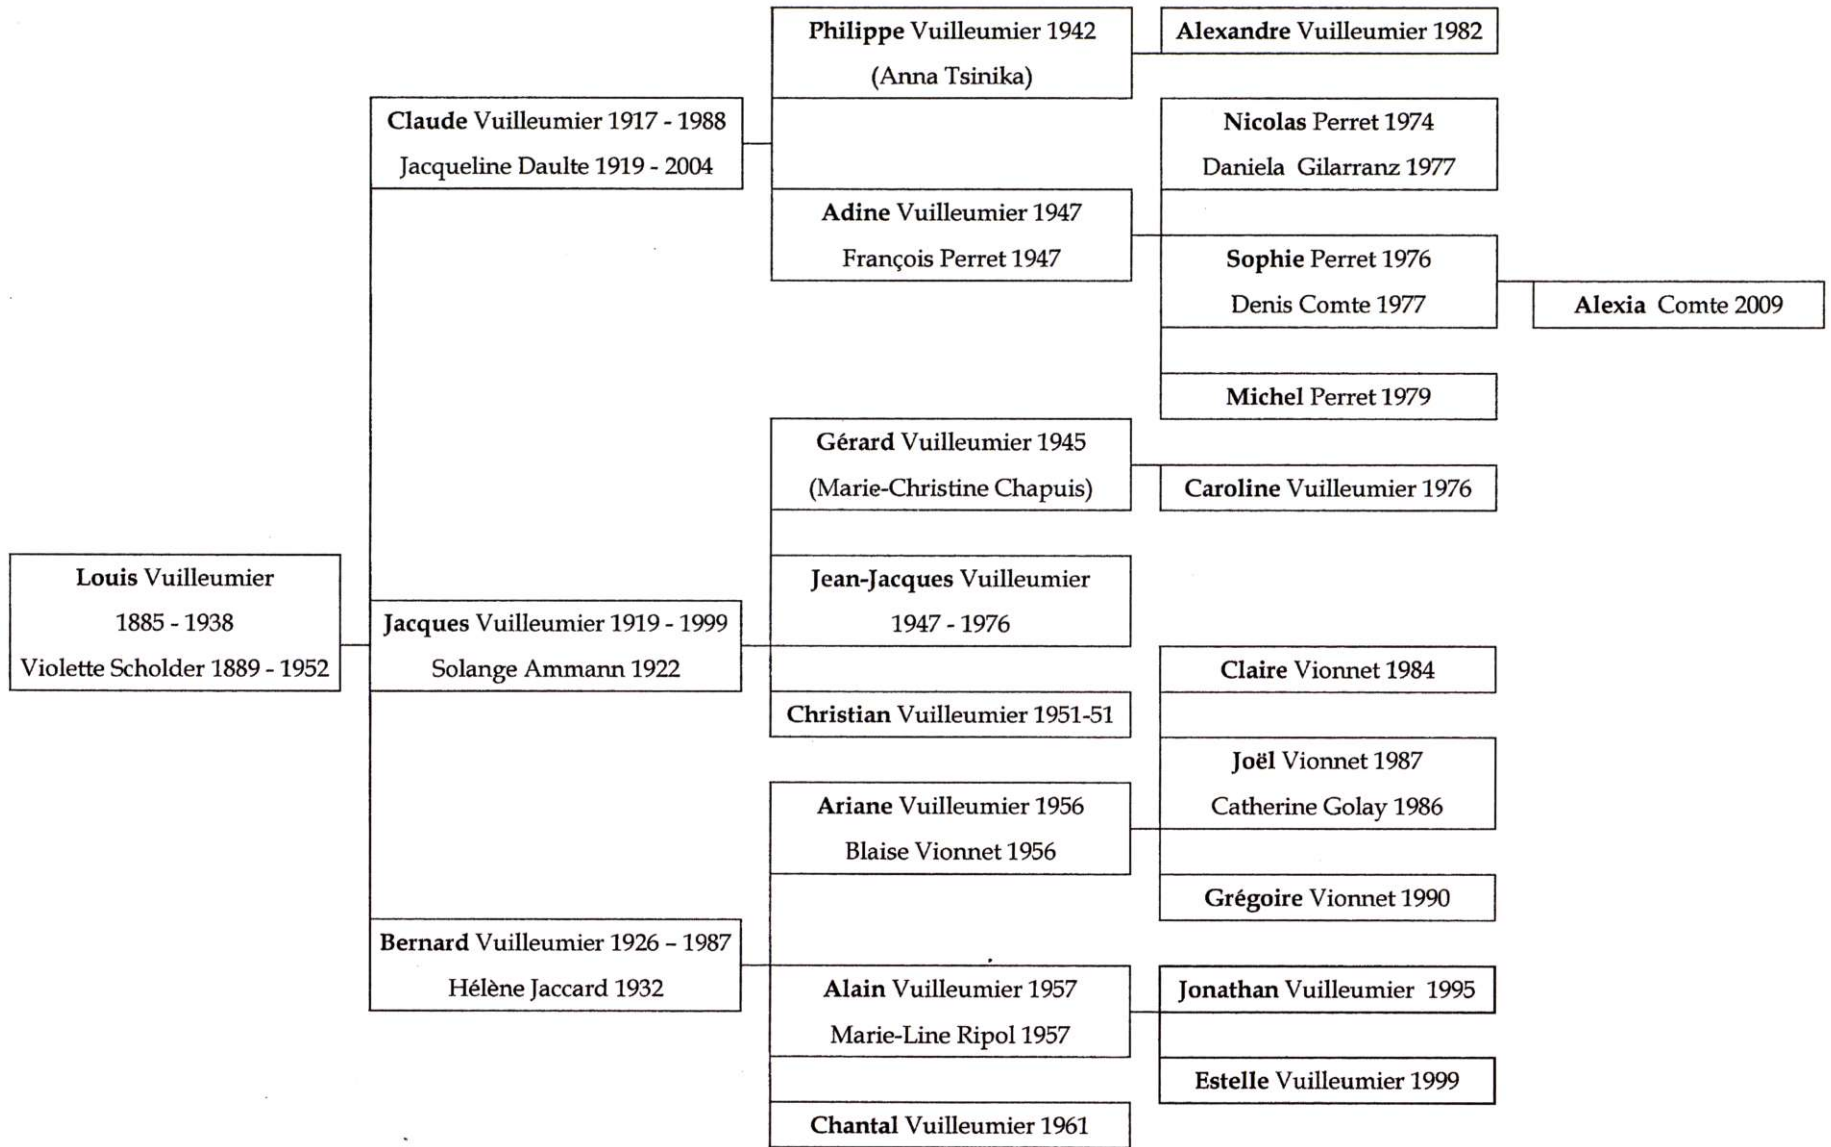 Philippe Vuilleumier 1942
(Anna Tsinika)
Alexandre Vuilleumier 1982
Claude Vuilleumier 1917 - 1988
Jacqueline Daulte 1919 - 2004
Nicolas Perret 1974
Daniela Gilarranz 1977
Adine Vuilleumier 1947
François Perret 1947
Sophie Perret 1976
Denis Comte 1977
Alexia Comte 2009
Michel Perret 1979
Gérard Vuilleumier 1945
(Marie-Christine Chapuis)
Caroline Vuilleumier 1976
Louis Vuilleumier
1885 - 1938
Violette Scholder 1889 - 1952
Jacques Vuilleumier 1919 - 1999
Solange Ammann 1922
Jean-Jacques Vuilleumier
1947 - 1976
Christian Vuilleumier 1951-51
Claire Vionnet 1984
Joël Vionnet 1987
Catherine Golay 1986
Ariane Vuilleumier 1956
Blaise Vionnet 1956
Grégoire Vionnet 1990
Bernard Vuilleumier 1926 – 1987
Hélène Jaccard 1932
Alain Vuilleumier 1957
Marie-Line Ripol 1957
Jonathan Vuilleumier 1995
Estelle Vuilleumier 1999
Chantal Vuilleumier 1961